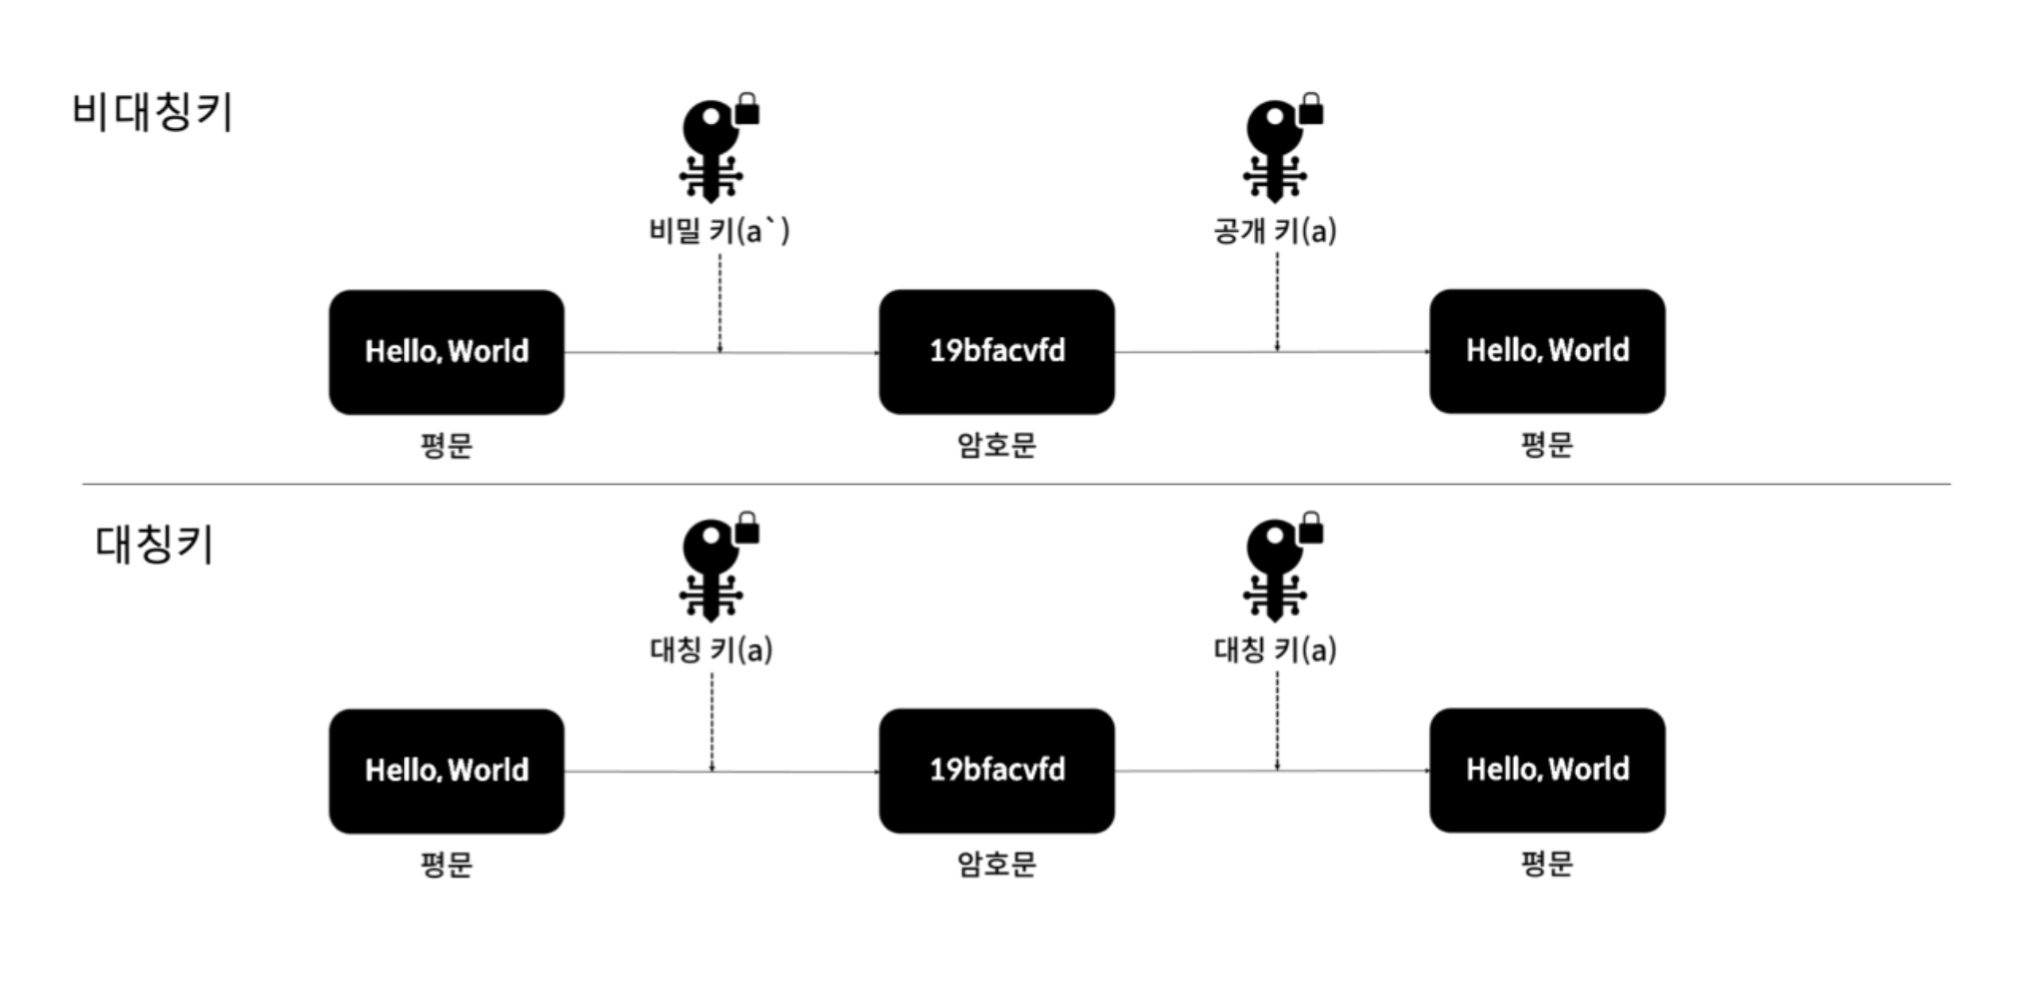 비대칭키
비밀 키(a`)
공개 키(a)
Hello, World
19bfacvfd
Hello, World
평문
암호문
평문
대칭키
대칭 키(a)
대칭 키(a)
Hello, World
19bfacvfd
Hello, World
평문
암호문
평문